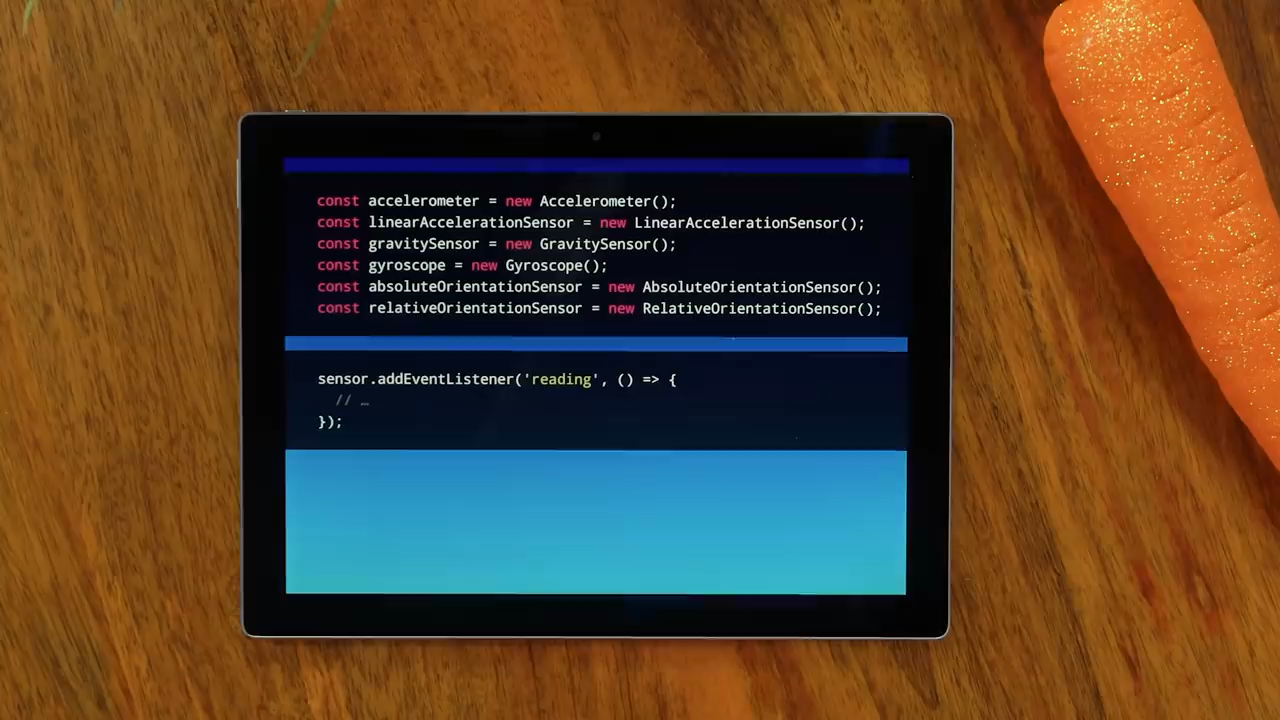 const accelerometer = new Accelerometer();
const linearAccelerationSensor = new LinearAccelerationSensor();
const gravitySensor = new GravitySensor();
const gyroscope = new Gyroscope();
const absoluteOrientationSensor = new AbsoluteOrientationSensor();
const relativeOrientationSensor = new RelativeOrientationSensor();
sensor.addEventListener('reading', () => {
  // …
});